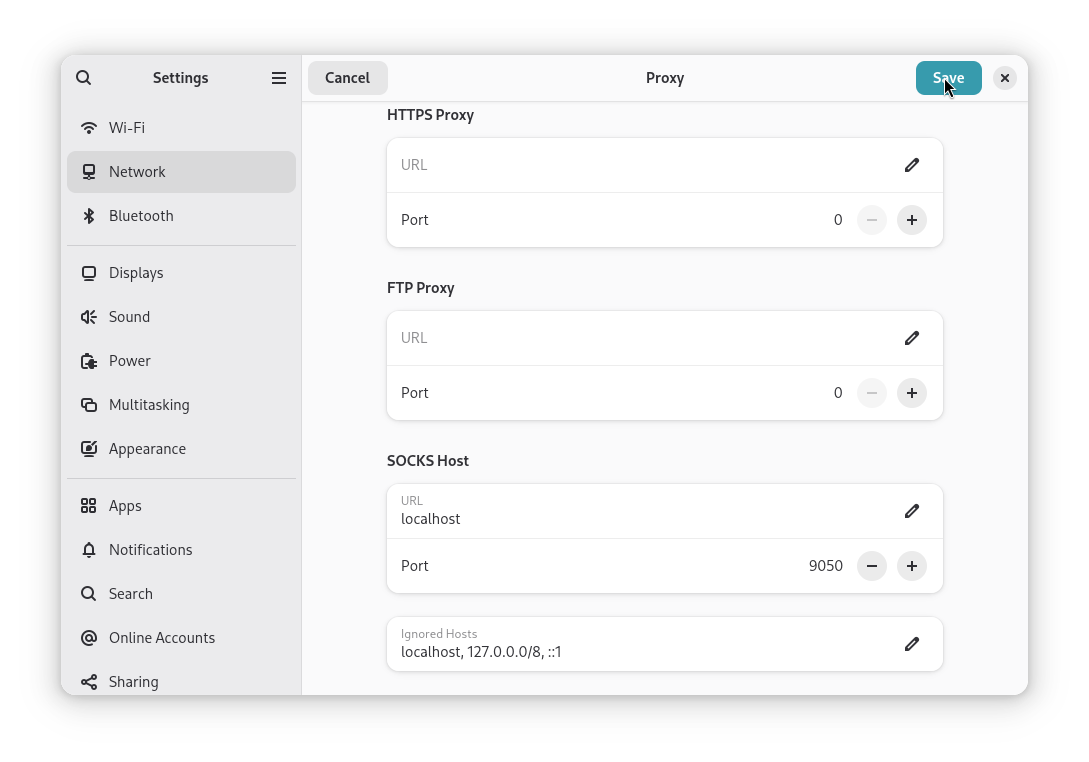 Settings
Cancel
Proxy
Save
Wi-Fi
Network
Bluetooth
Displays
Sound
Power
Multitasking
Appearance
Apps
Notifications
Search
Online Accounts
Sharing
HTTPS Proxy
URL
Port 0
FTP Proxy
URL
Port 0
SOCKS Host
URL
localhost
Port 9050
Ignored Hosts
localhost, 127.0.0.0/8, ::1